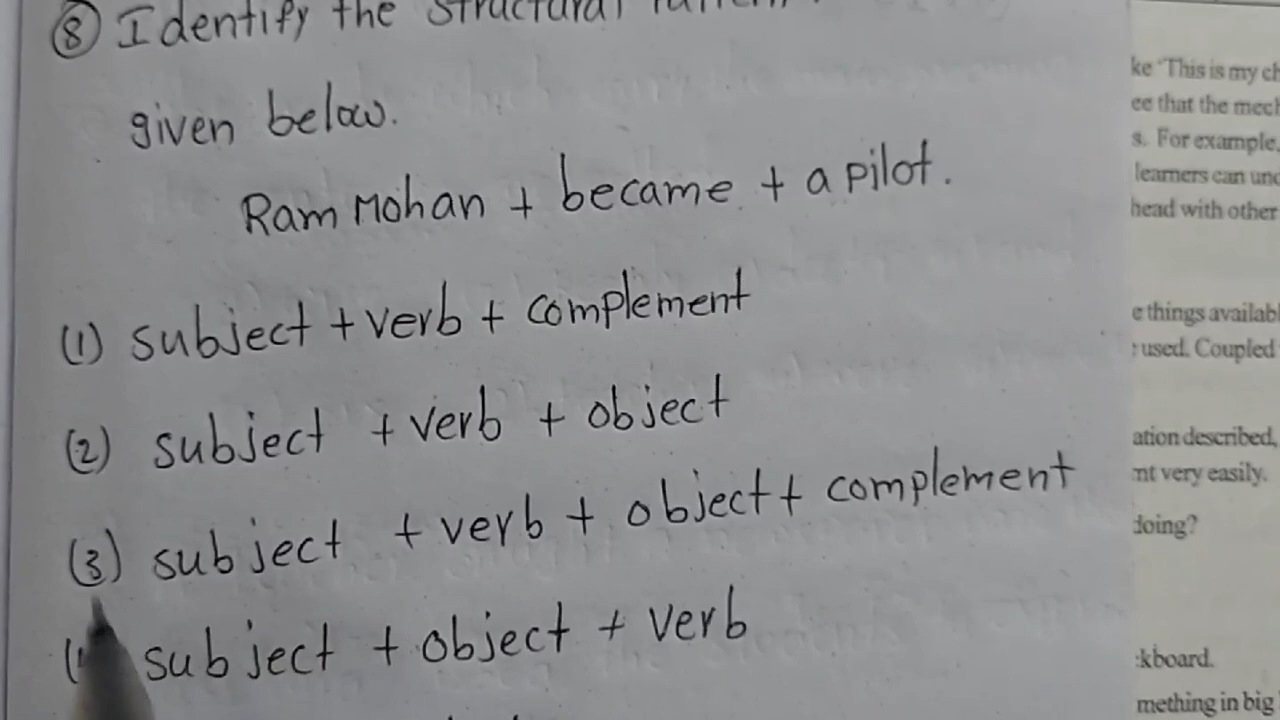 ⑧ Identify the Structural
given below.
Ram Mohan + became + a pilot.
(1) subject + verb + complement
(2) subject + verb + object
(3) subject + verb + object + complement
subject + object + verb
ke 'This is my
ee that the
s. For example,
learners can
head with other
e things
used. Coupled
ation described,
nt very easily.
doing?
kboard.
mething in big